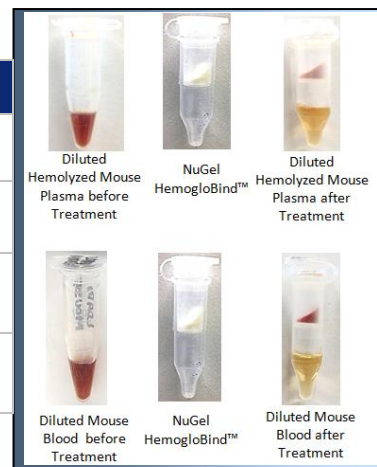 Diluted
Hemolyzed Mouse
Plasma before
Treatment
NuGel
HemogloBind™
Diluted
Hemolyzed Mouse
Plasma after
Treatment
Diluted Mouse
Blood before
Treatment
NuGel
HemogloBind™
Diluted Mouse
Blood after
Treatment